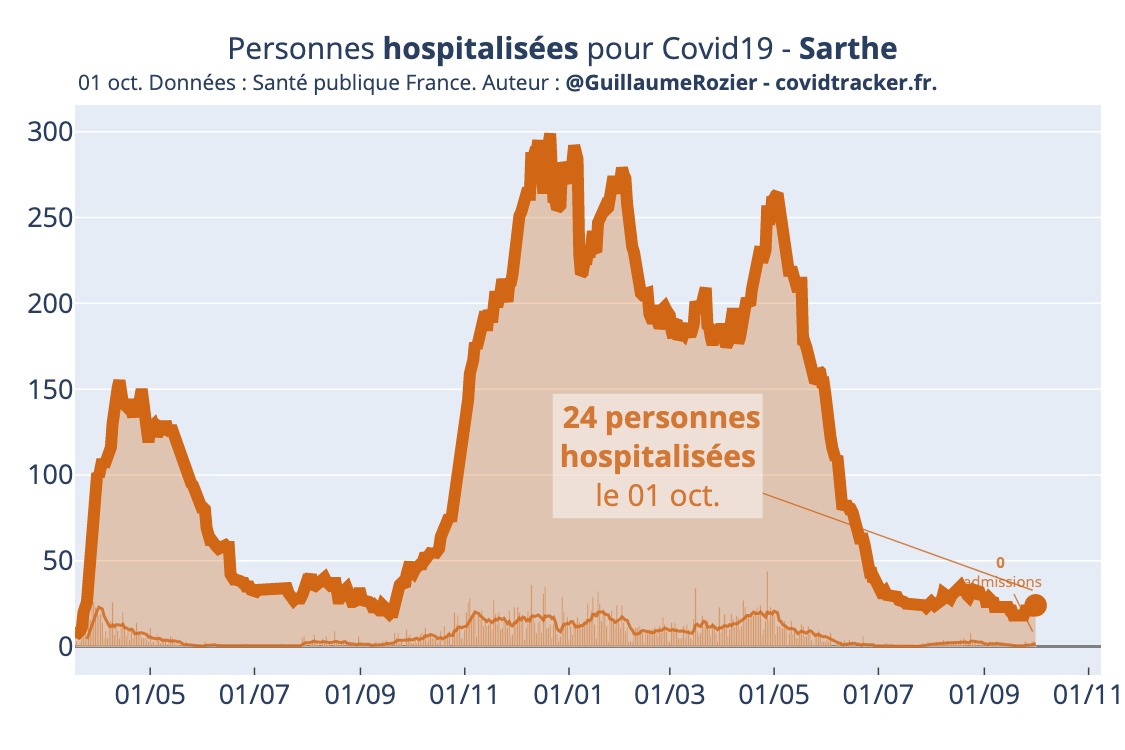 Personnes hospitalisées pour Covid19 - Sarthe
01 oct. Données : Santé publique France. Auteur : @GuillaumeRozier - covidtracker.fr.
300
250
200
150
100
50
0
24 personnes
hospitalisées
le 01 oct.
0
admissions
01/05 01/07 01/09 01/11 01/01 01/03 01/05 01/07 01/09 01/11